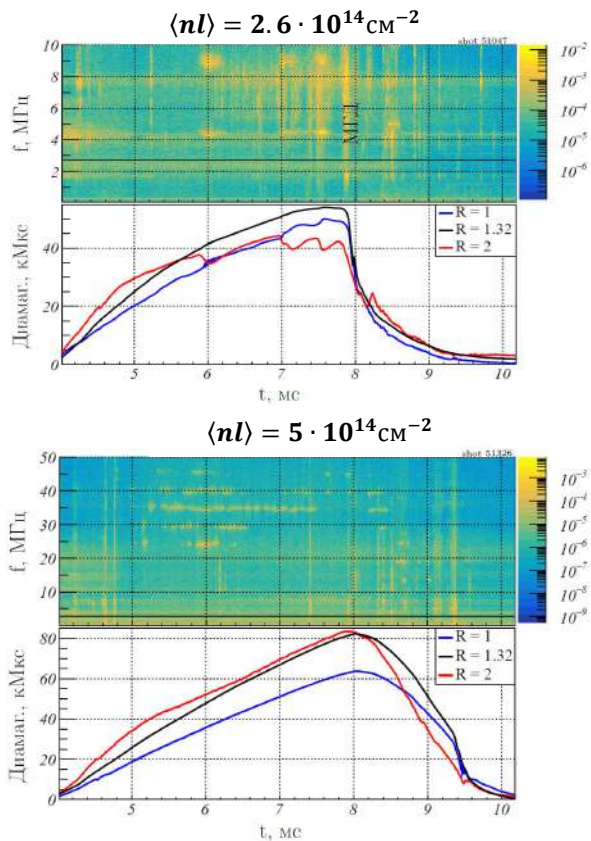 ⟨nl⟩ = 2.6 · 10¹⁴см⁻²
shot 51047
10
8
6
4
2
f, МГц
10⁻²
10⁻³
10⁻⁴
10⁻⁵
10⁻⁶
МГД
40
20
0
Диамаг., кМкс
R = 1
R = 1.32
R = 2
5 6 7 8 9 10
t, мс
⟨nl⟩ = 5 · 10¹⁴см⁻²
shot 51326
50
40
30
20
10
f, МГц
10⁻³
10⁻⁴
10⁻⁵
10⁻⁶
10⁻⁷
10⁻⁸
10⁻⁹
80
60
40
20
0
Диамаг., кМкс
R = 1
R = 1.32
R = 2
5 6 7 8 9 10
t, мс